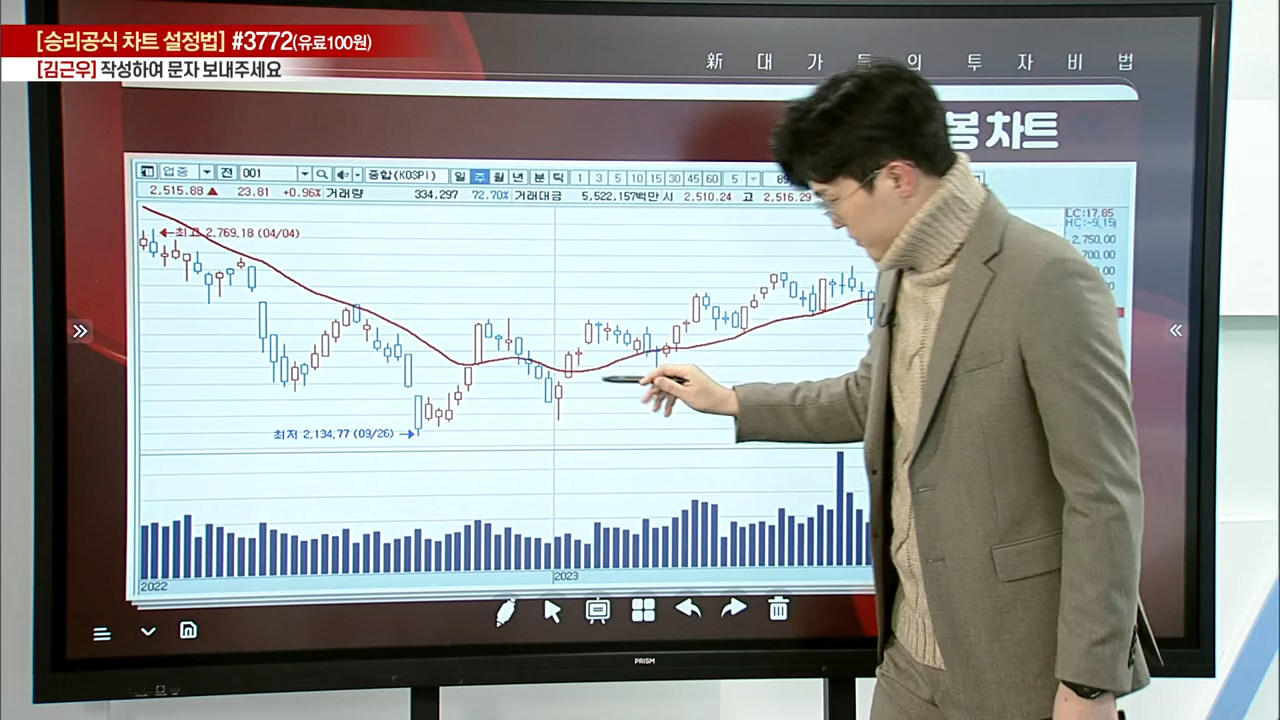 [승리공식 차트 설정법] #3772(유료100원)
[김근우] 작성하여 문자 보내주세요
新 대 가 의 투 자 비 법
봉 차트
업종 전 001 종합(KOSPI) 일 주 월 년 분 틱 1 3 5 10 15 30 45 60 5
2,515.88 ▲ 23.81 +0.96% 거래량 334,297 72.70% 거래대금 5,522,157백만 시 2,510.24 고 2,516.29
LC:17.85
HC:-9.15
←최고 2,769.18 (04/04)
2,750.00
700.00
최저 2,134.77 (09/26)→
2022
2023
PRISM